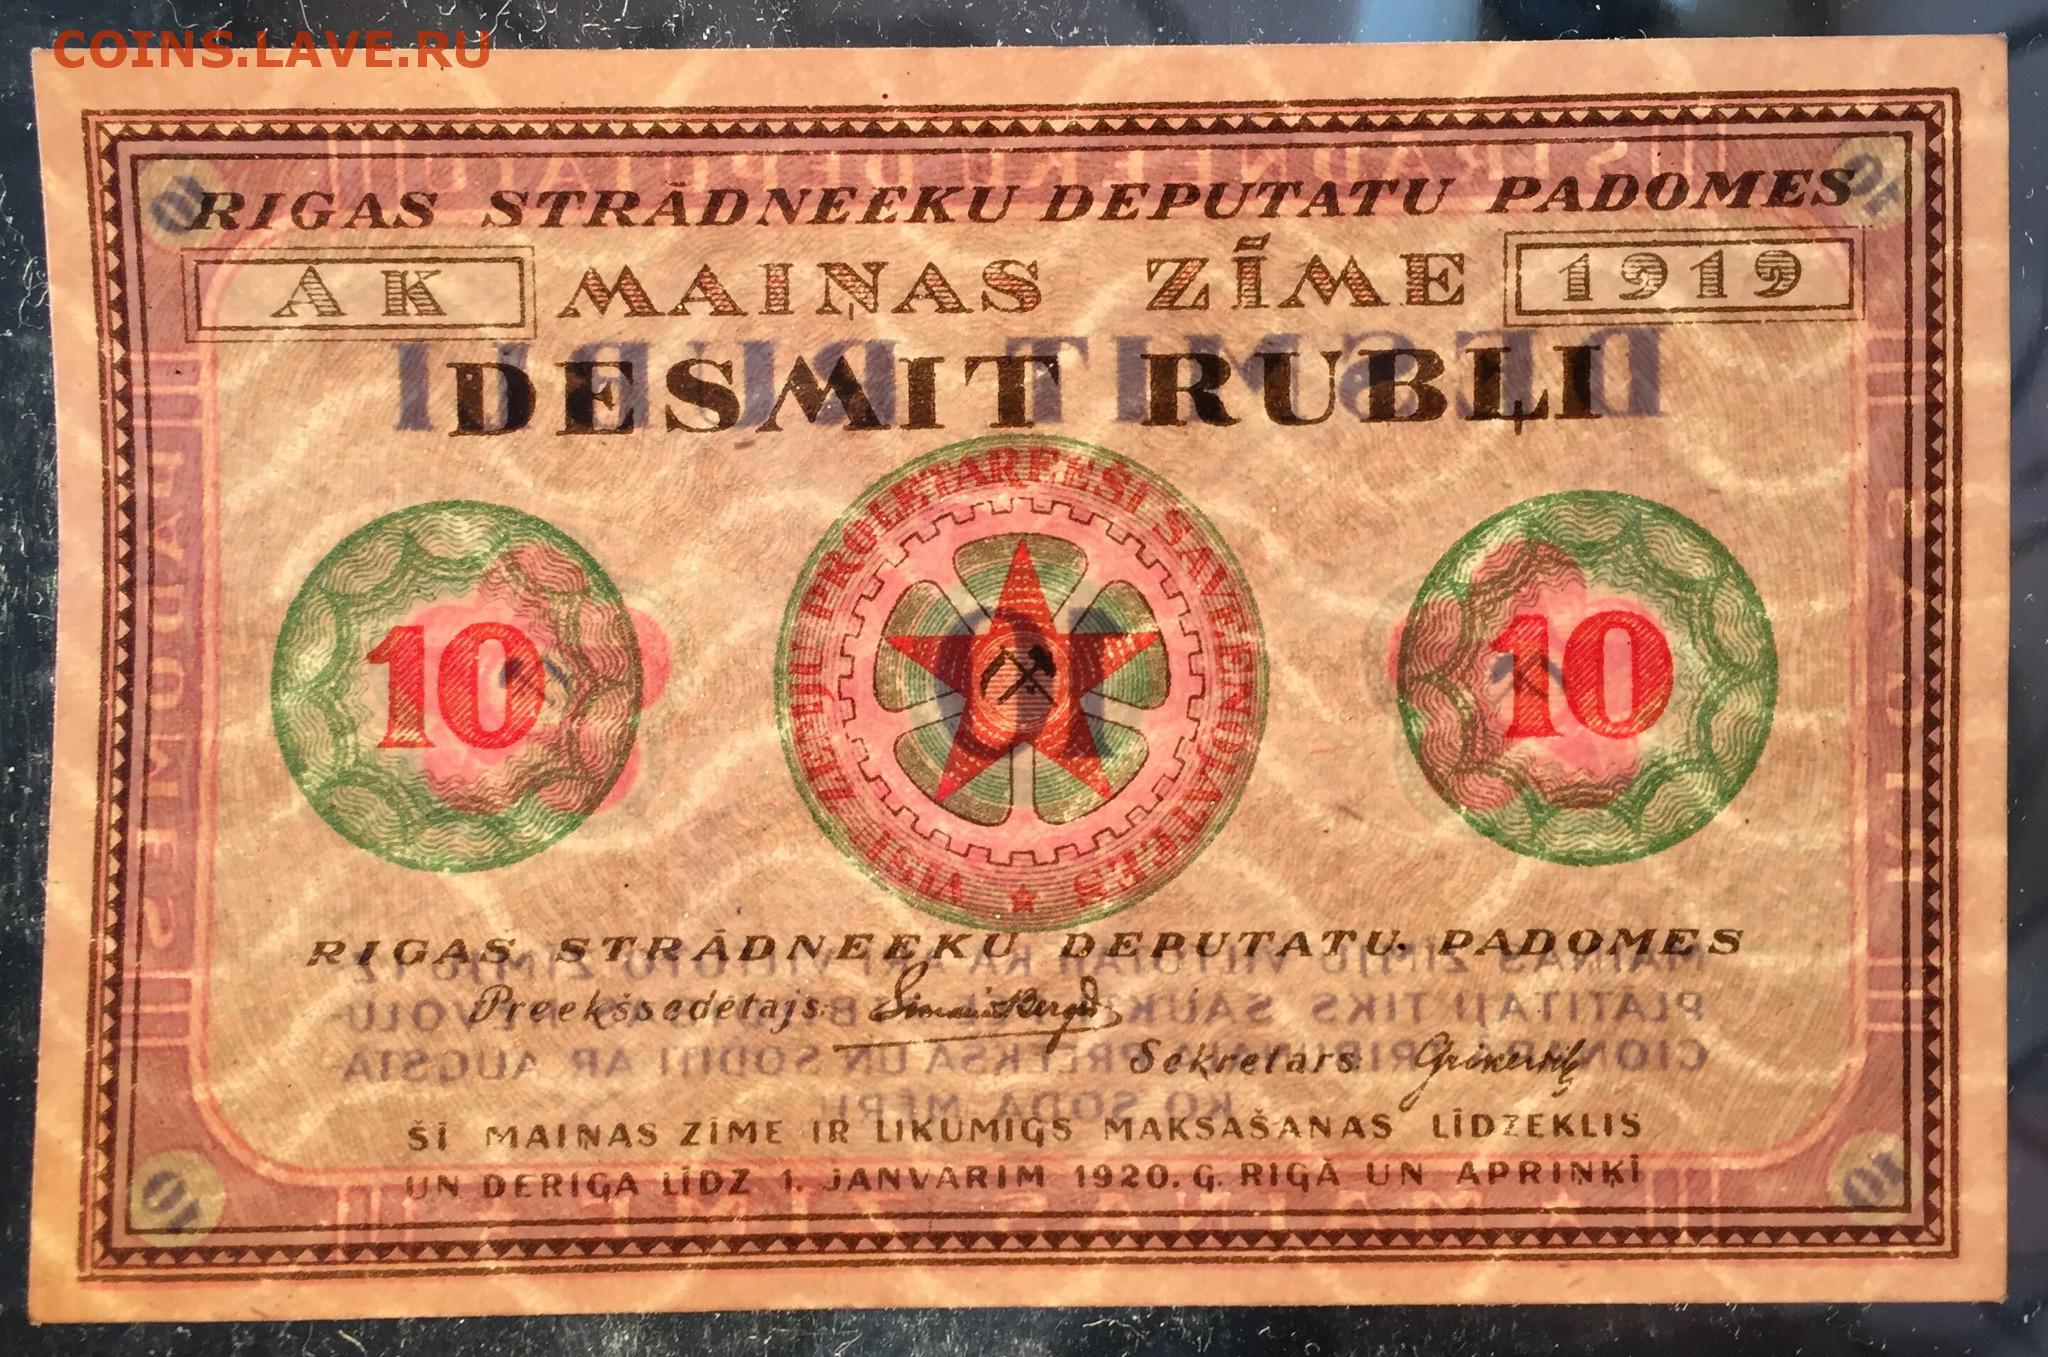 COINS.LAVE.RU
RIGAS STRĀDNEEKU DEPUTATU PADOMES
AK MAIŅAS ZĪME 1919
DESMIT RUBĻI
VISU ZEMJU PROLETAREEŠI SAVEENOJATEES
10 10
RIGAS STRĀDNEEKU DEPUTATU PADOMES
Preekšsedetajs:
Sekretars:
ŠĪ MAIŅAS ZĪME IR LIKUMIGS MAKSAŠANAS LĪDZEKLIS
UN DERIGA LĪDZ 1. JANVARIM 1920. G. RIGĀ UN APRIŅĶĪ